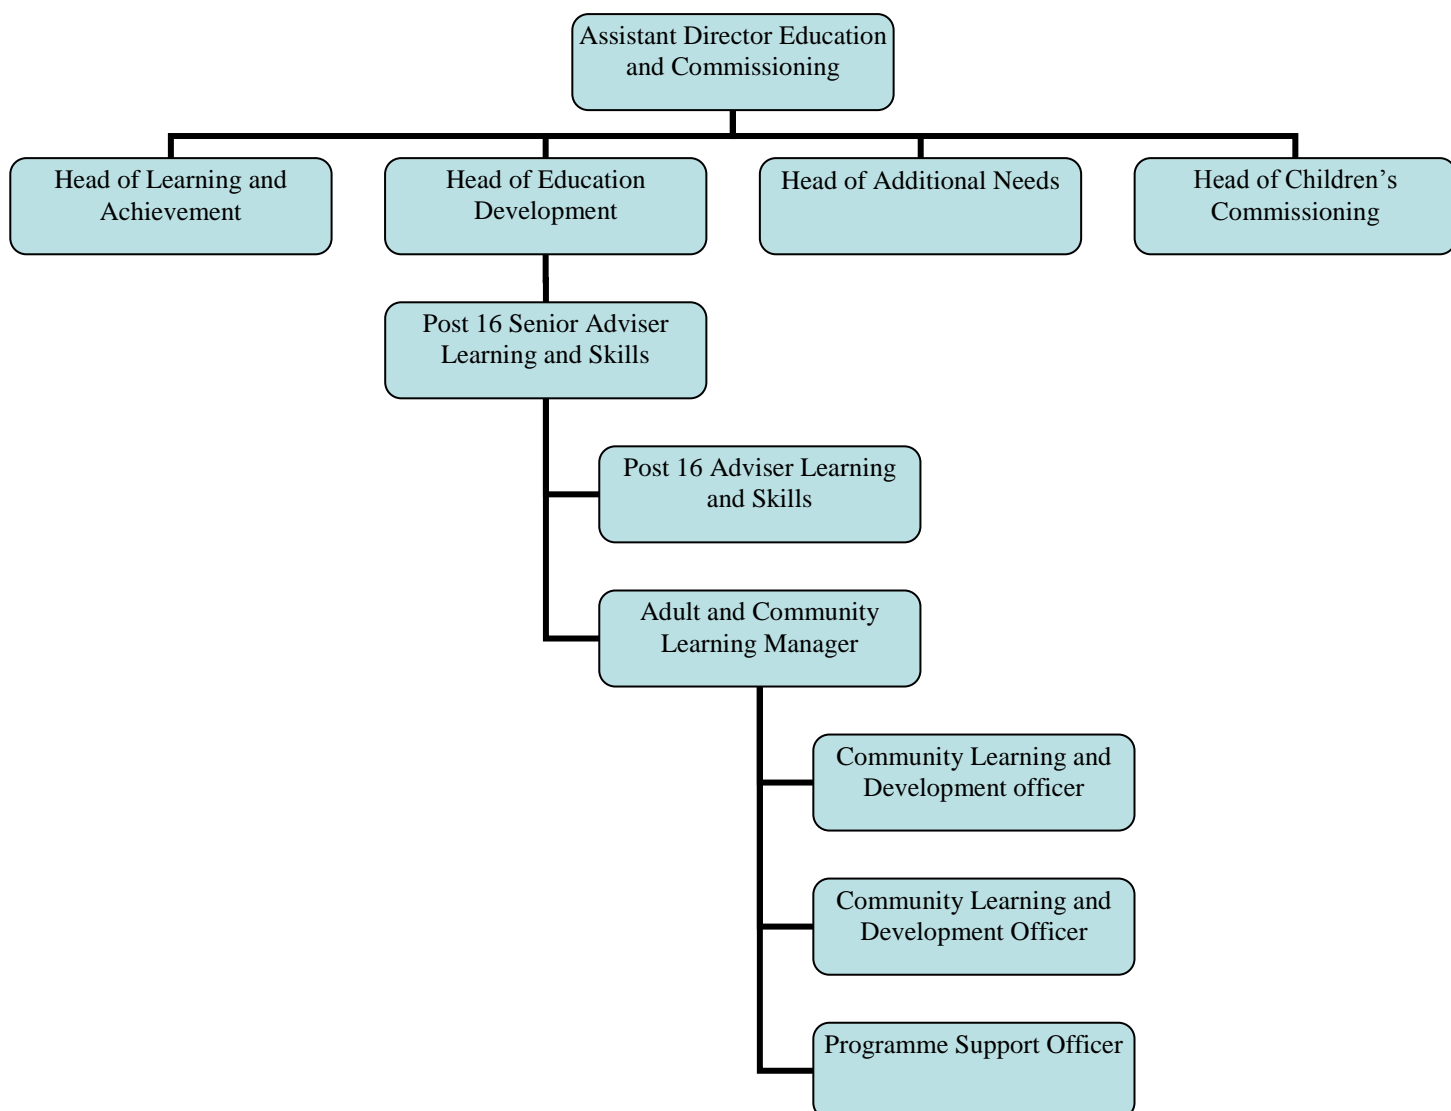 Assistant Director Education
and Commissioning
Head of Learning and
Achievement
Head of Education
Development
Head of Additional Needs
Head of Children’s
Commissioning
Post 16 Senior Adviser
Learning and Skills
Post 16 Adviser Learning
and Skills
Adult and Community
Learning Manager
Community Learning and
Development officer
Community Learning and
Development Officer
Programme Support Officer